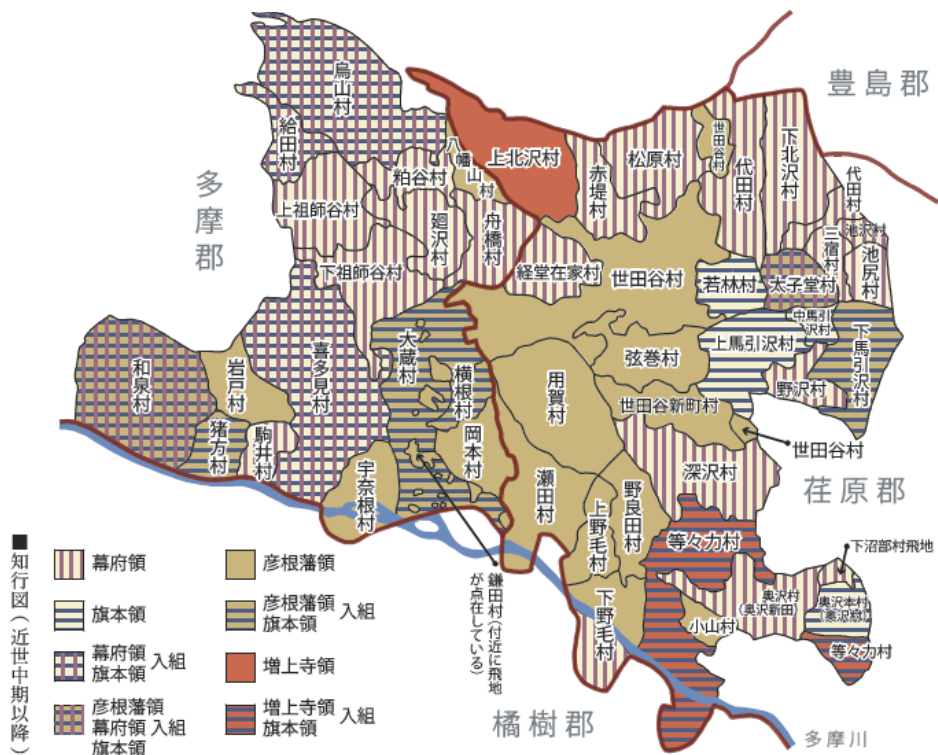 豊島郡
多摩郡
荏原郡
橘樹郡
多摩川
烏山村
給田村
上祖師谷村
粕谷村
八幡山村
上北沢村
赤堤村
松原村
世田谷村
代田村
下北沢村
代田村
池沢村
三宿村
池尻村
廻沢村
舟橋村
経堂在家村
下祖師谷村
世田谷村
若林村
太子堂村
中馬引沢村
上馬引沢村
下馬引沢村
野沢村
弦巻村
世田谷新町村
世田谷村
用賀村
大蔵村
横根村
岡本村
喜多見村
岩戸村
和泉村
猪方村
駒井村
宇奈根村
瀬田村
上野毛村
野良田村
下野毛村
深沢村
等々力村
下沼部村飛地
奥沢村
(奥沢新田)
奥沢本村
小山村
等々力村
鎌田村(付近に飛地
が点在している)
■知行図(近世中期以降)
幕府領
旗本領
幕府領
旗本領
入組
彦根藩領
幕府領 入組
旗本領
彦根藩領
彦根藩領
旗本領
入組
増上寺領
増上寺領
旗本領
入組